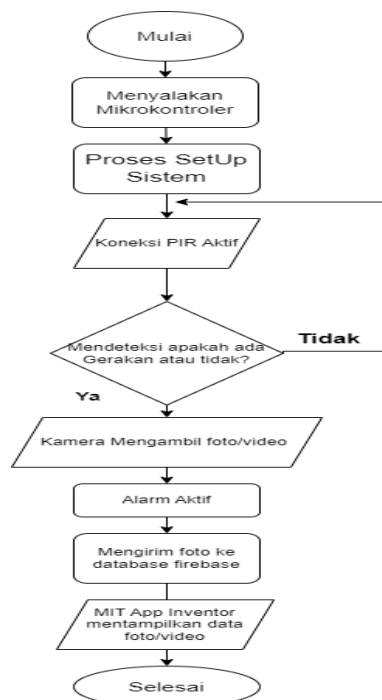 Mulai
Menyalakan
Mikrokontroler
Proses SetUp
Sistem
Koneksi PIR Aktif
Mendeteksi apakah ada
Gerakan atau tidak?
Tidak
Ya
Kamera Mengambil foto/video
Alarm Aktif
Mengirim foto ke
database firebase
MIT App Inventor
mentampilkan data
foto/video
Selesai